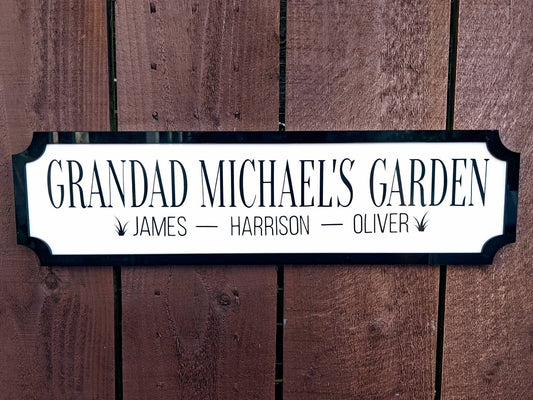 GRANDAD MICHAEL'S GARDEN
JAMES — HARRISON — OLIVER